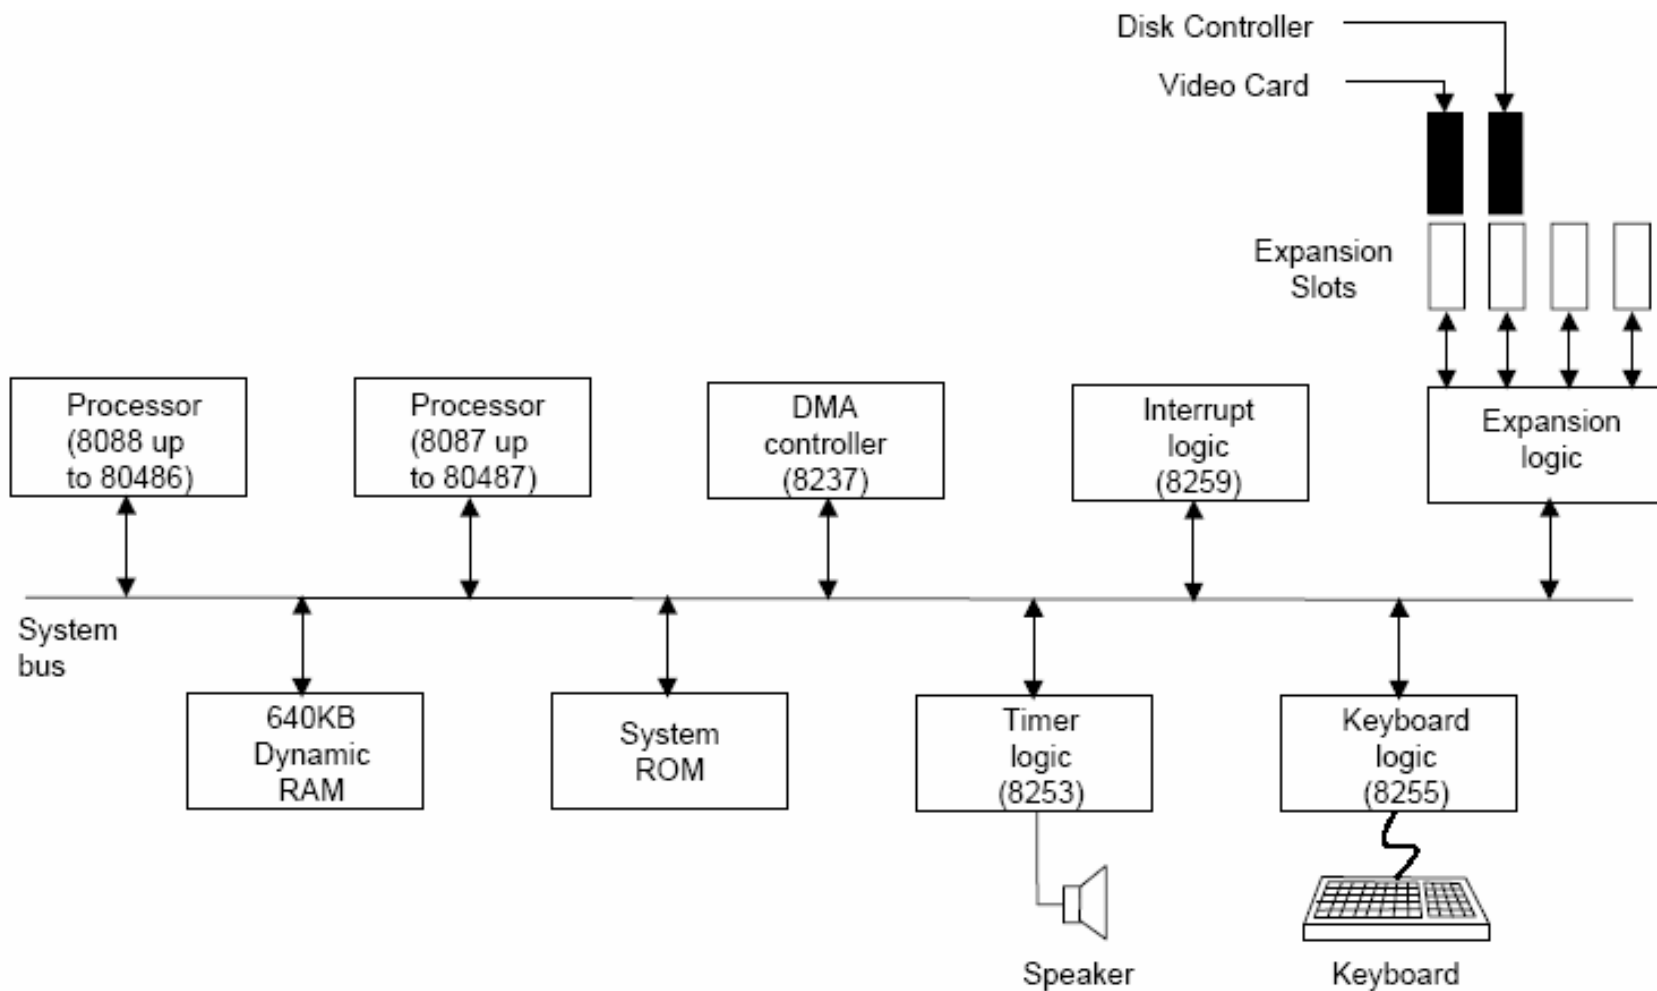 Disk Controller
Video Card
Expansion
Slots
Processor
(8088 up
to 80486)
Processor
(8087 up
to 80487)
DMA
controller
(8237)
Interrupt
logic
(8259)
Expansion
logic
System
bus
640KB
Dynamic
RAM
System
ROM
Timer
logic
(8253)
Keyboard
logic
(8255)
Speaker
Keyboard